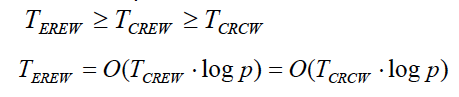 T_EREW ≥ T_CREW ≥ T_CRCW
T_EREW = O(T_CREW · log p) = O(T_CRCW · log p)